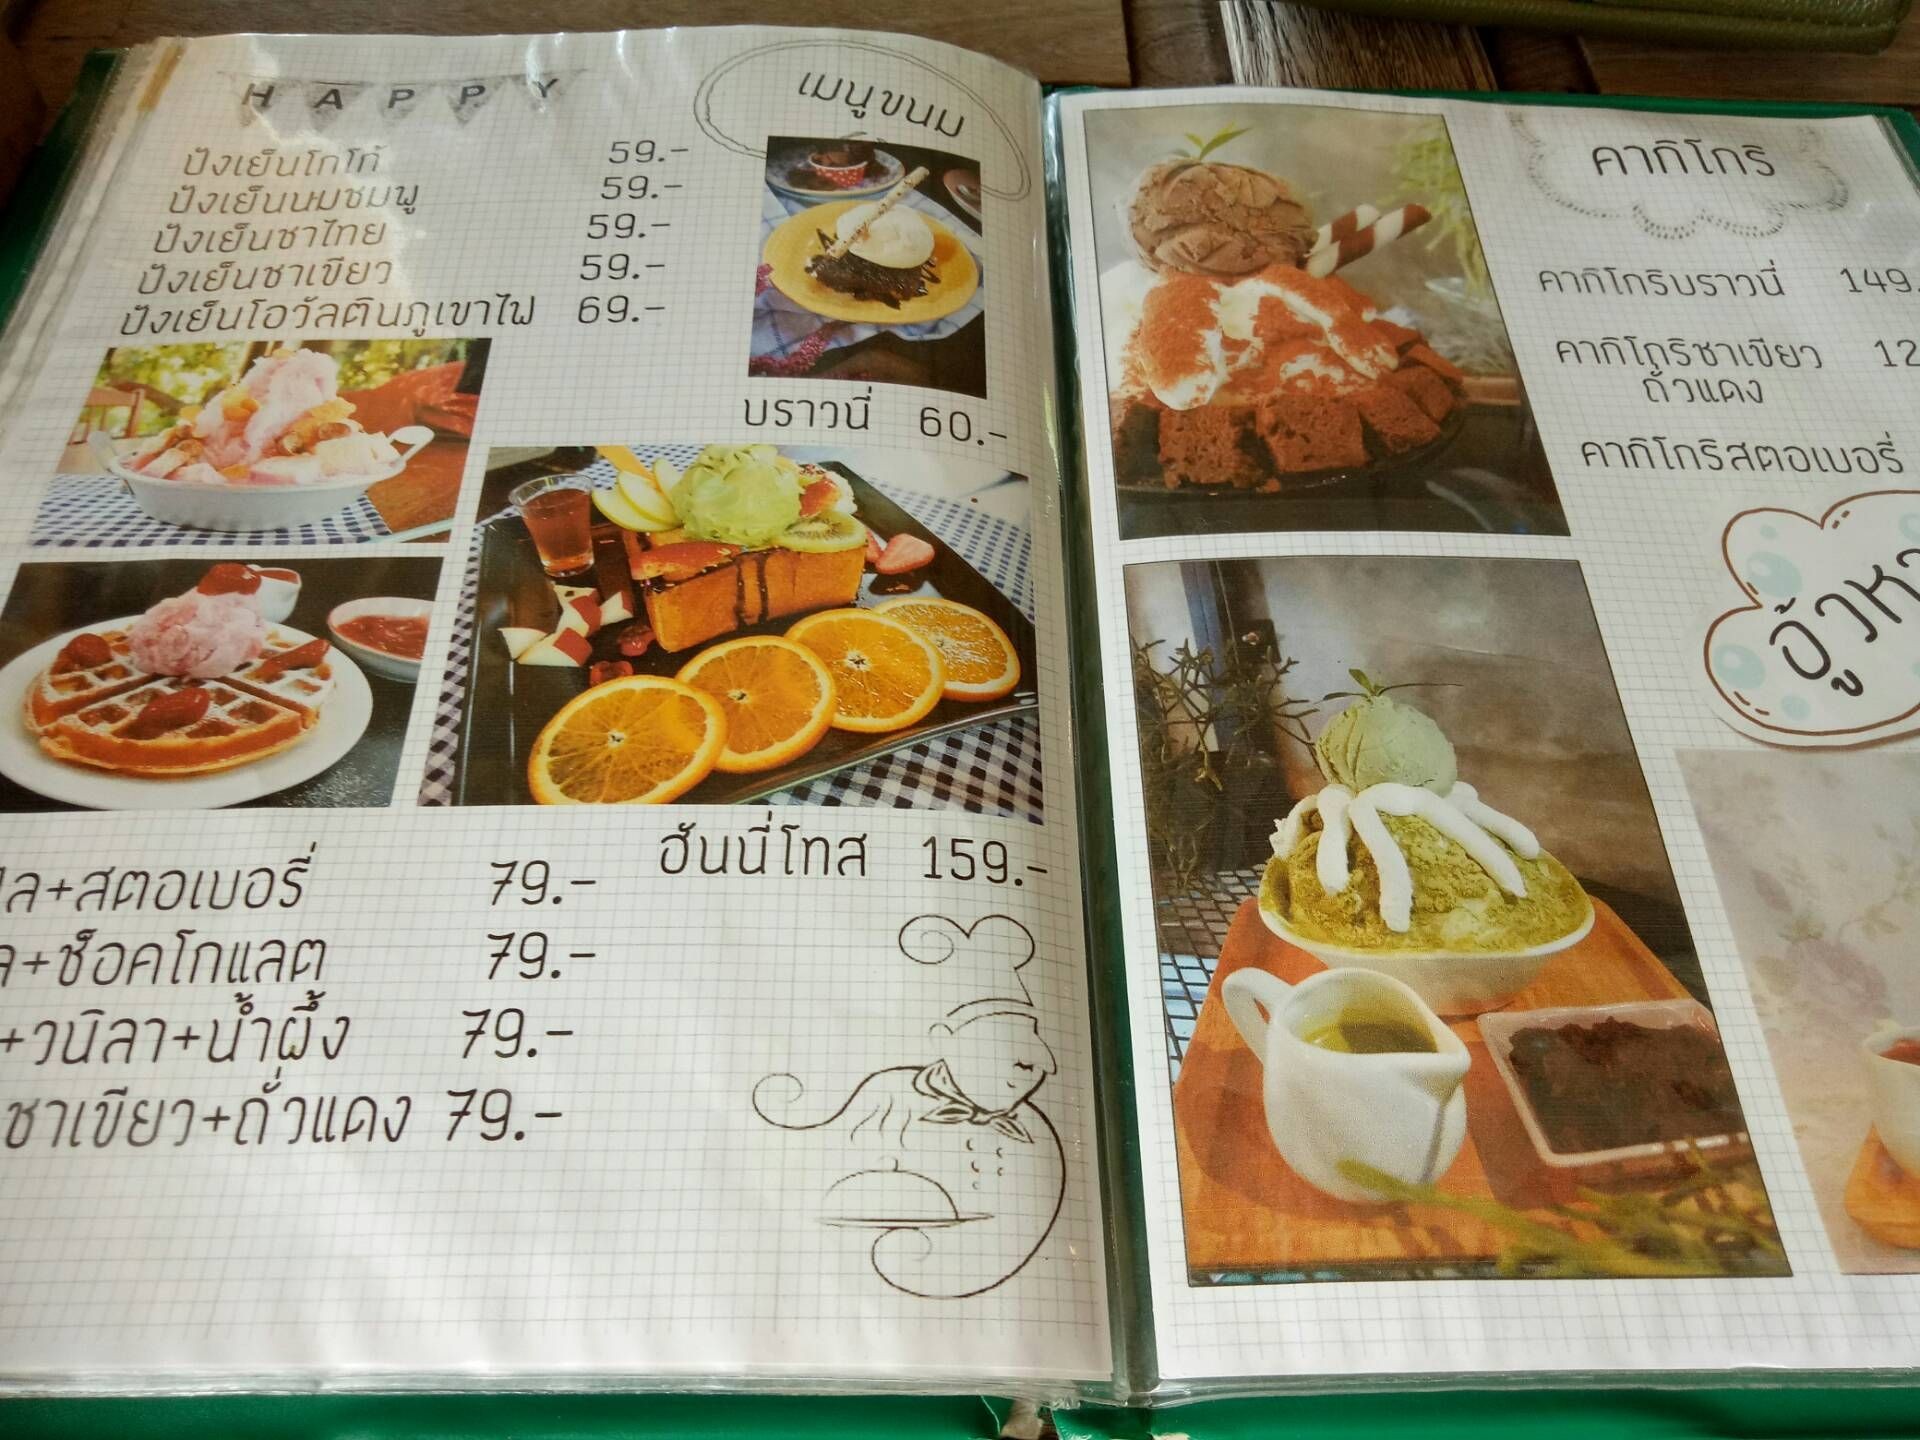 HAPPY
เมนูขนม
ปังเย็นโกโก้ 59.-
ปังเย็นนมชมพู 59.-
ปังเย็นชาไทย 59.-
ปังเย็นชาเขียว 59.-
ปังเย็นโอวัลตินภูเขาไฟ 69.-
บราวนี่ 60.-
ฮันนี่โทส 159.-
+สตอเบอรี่ 79.-
+ช็อคโกแลต 79.-
+วนิลา+น้ำผึ้ง 79.-
ชาเขียว+ถั่วแดง 79.-
คากิโกริ
คากิโกริบราวนี่ 149.
คากิโกริชาเขียว
ถั่วแดง
คากิโกริสตอเบอรี่